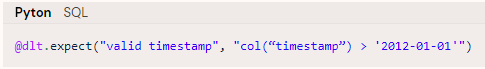 Pyton SQL
@dlt.expect("valid timestamp", "col(“timestamp”) > '2012-01-01'")